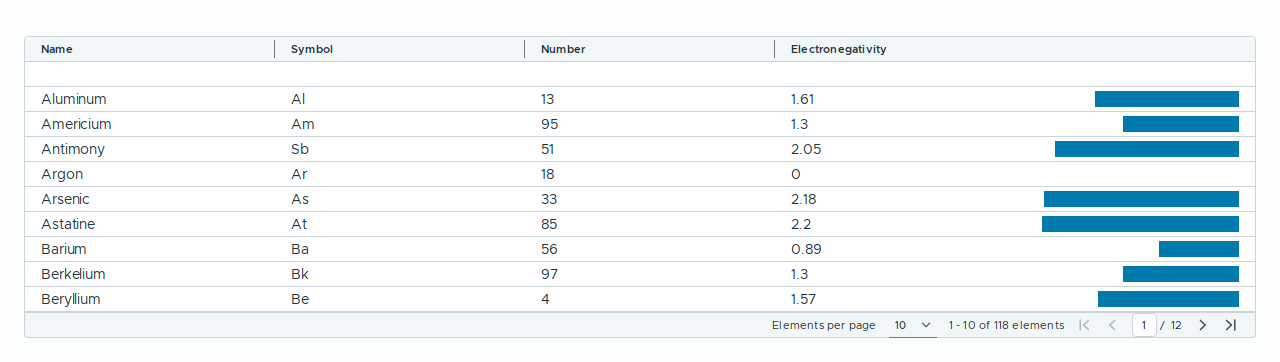 Name Symbol Number Electronegativity
Aluminum Al 13 1.61
Americium Am 95 1.3
Antimony Sb 51 2.05
Argon Ar 18 0
Arsenic As 33 2.18
Astatine At 85 2.2
Barium Ba 56 0.89
Berkelium Bk 97 1.3
Beryllium Be 4 1.57
Elements per page 10 1 - 10 of 118 elements 1 / 12